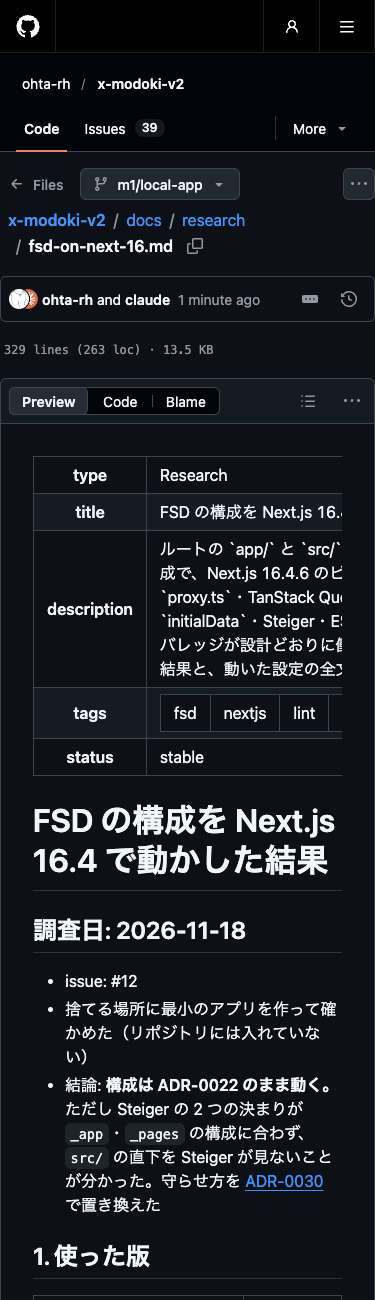 ohta-rh / x-modoki-v2
Code Issues 39 More
Files m1/local-app
x-modoki-v2 / docs / research
/ fsd-on-next-16.md
ohta-rh and claude 1 minute ago
329 lines (263 loc) · 13.5 KB
Preview Code Blame
type Research
title FSD の構成を Next.js 16.
description
ルートの `app/` と `src/`
成で、Next.js 16.4.6 のビ
`proxy.ts`・TanStack Que
`initialData`・Steiger・ES
バレッジが設計どおりに
結果と、動いた設定の全
tags fsd nextjs lint
status stable
FSD の構成を Next.js
16.4 で動かした結果
調査日: 2026-11-18
issue: #12
捨てる場所に最小のアプリを作って確
かめた（リポジトリには入れていな
い）
結論: 構成は ADR-0022 のまま動く。
ただし Steiger の 2 つの決まりが
_app・_pages の構成に合わず、
src/ の直下を Steiger が見ないこと
が分かった。守らせ方を ADR-0030
で置き換えた
1. 使った版